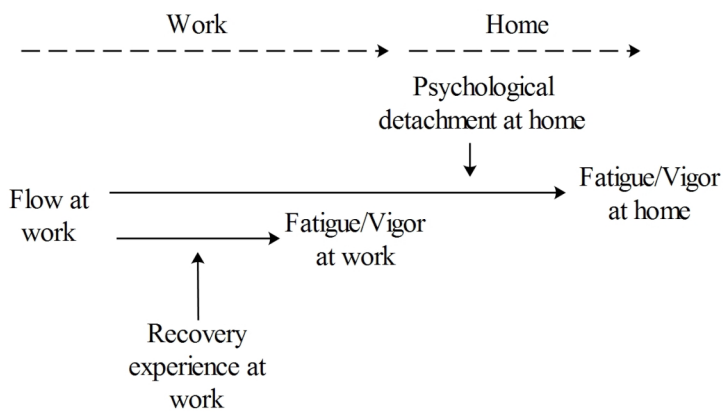 Work
Home
Psychological
detachment at home
Flow at
work
Fatigue/Vigor
at home
Fatigue/Vigor
at work
Recovery
experience at
work